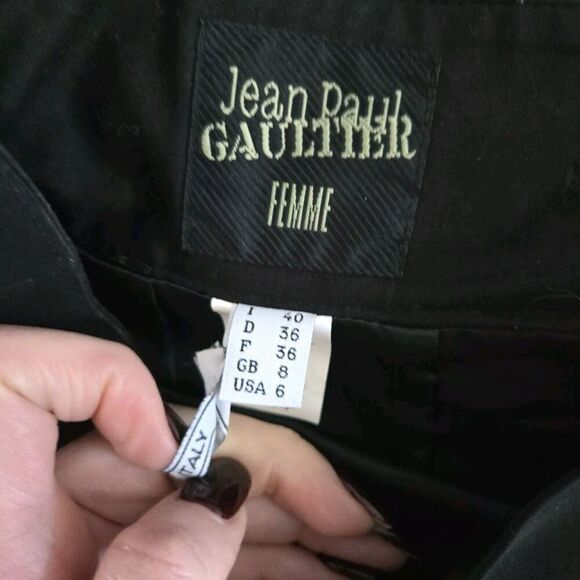 Jean Paul
GAULTIER
FEMME
I 40
D 36
F 36
GB 8
USA 6
ITALY